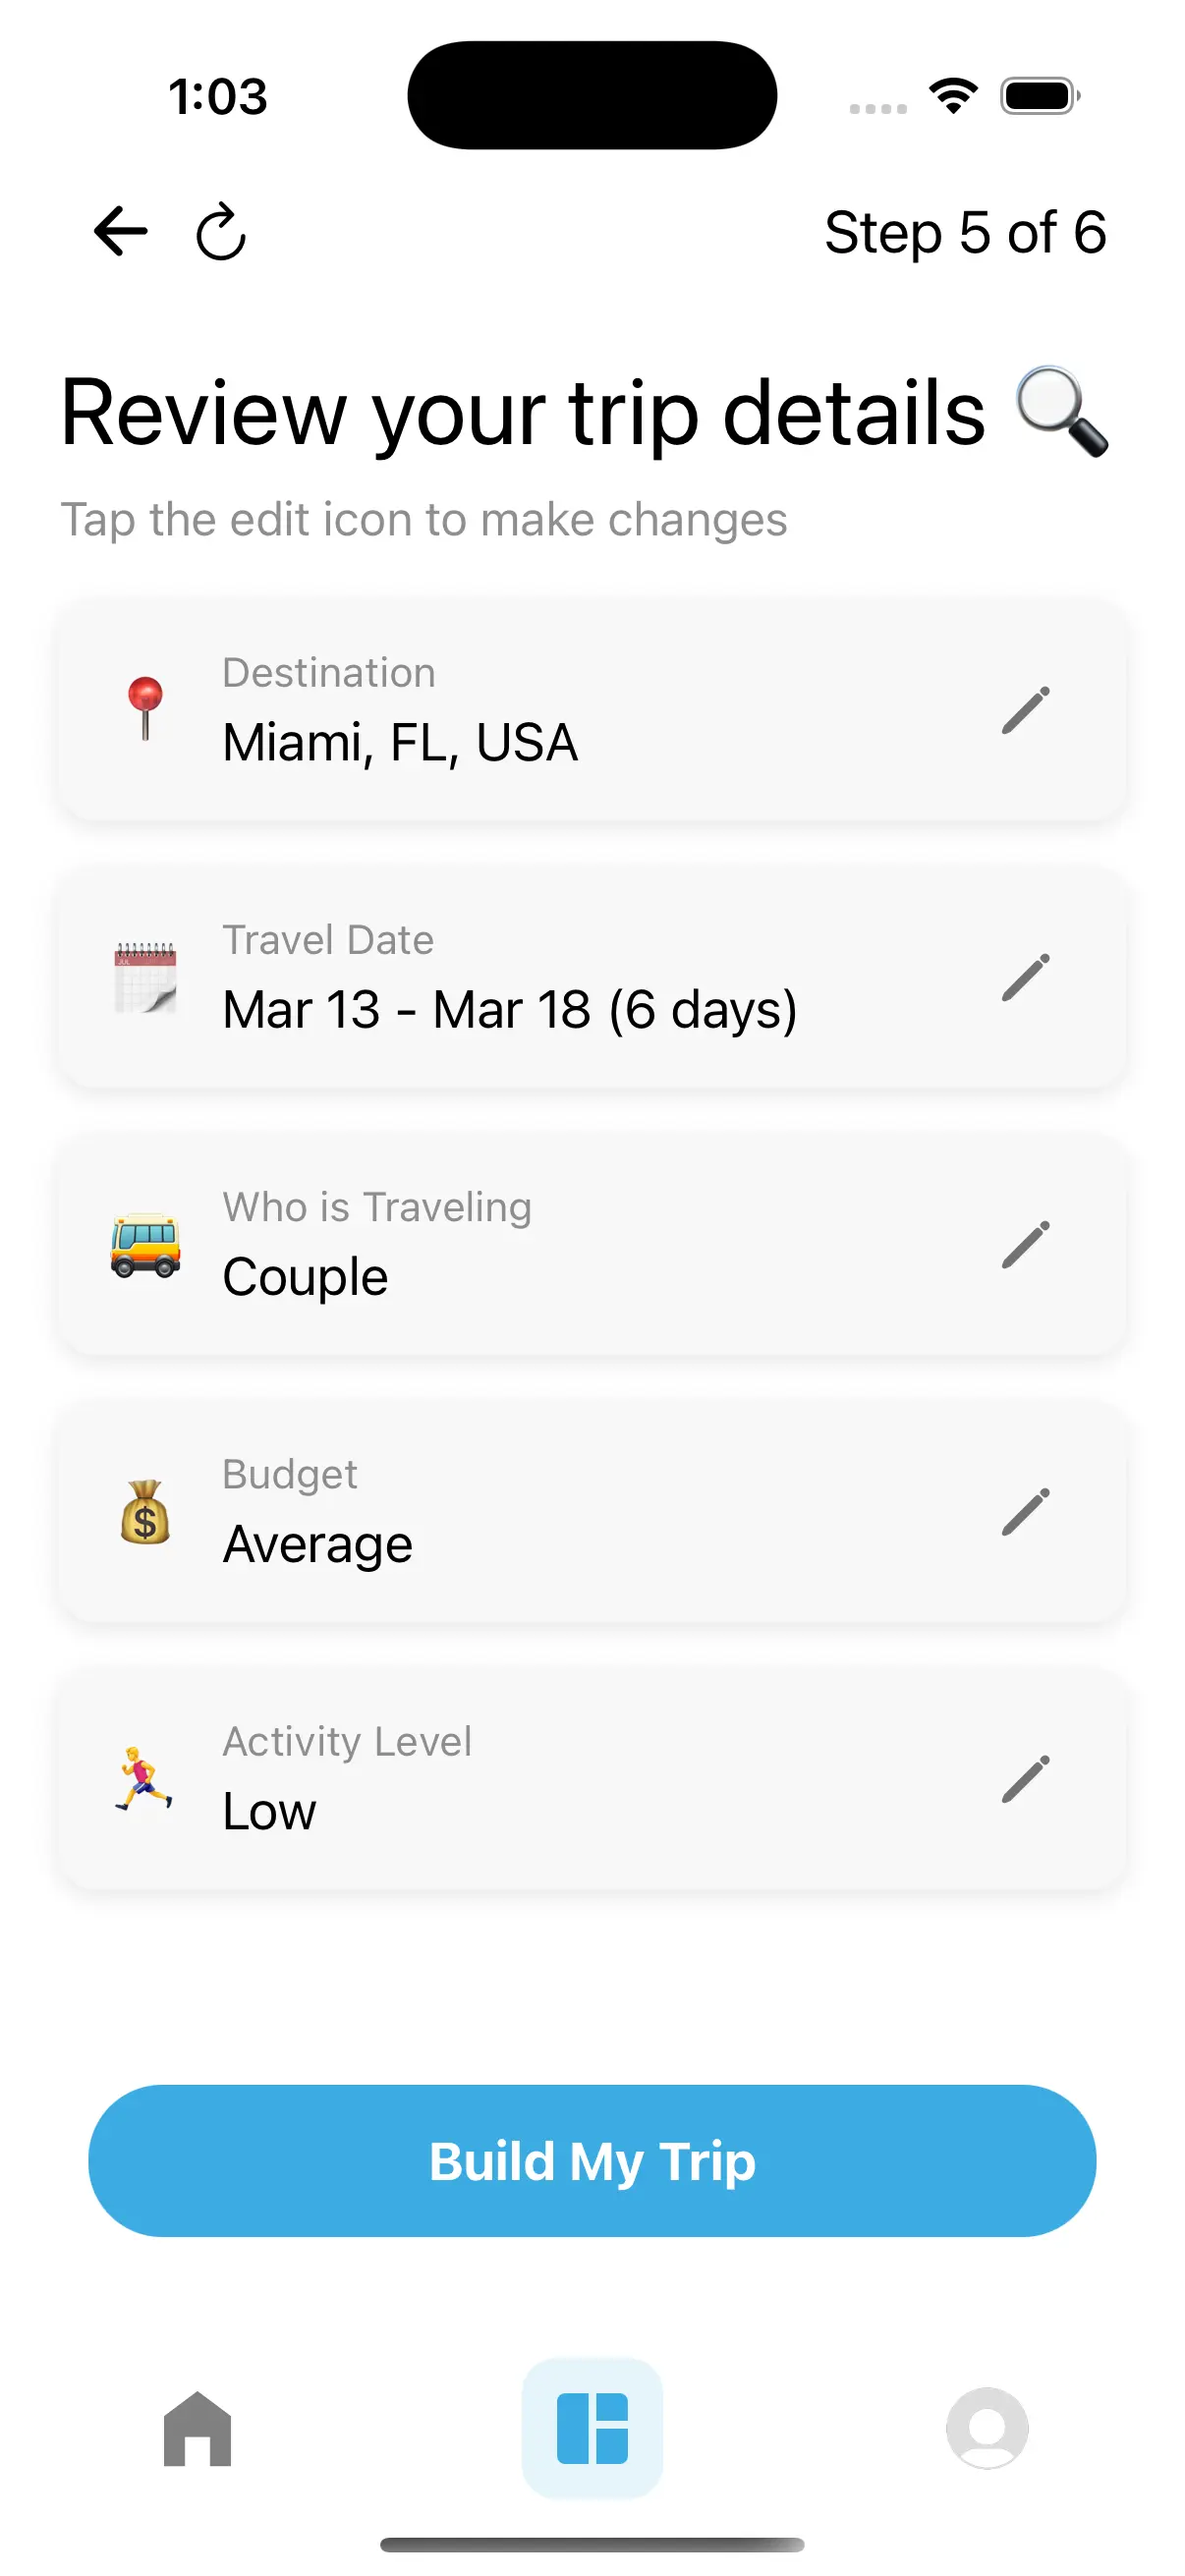 1:03
Step 5 of 6
Review your trip details
Tap the edit icon to make changes
Destination
Miami, FL, USA
JUL
Travel Date
Mar 13 - Mar 18 (6 days)
Who is Traveling
Couple
Budget
$
Average
Activity Level
Low
Build My Trip